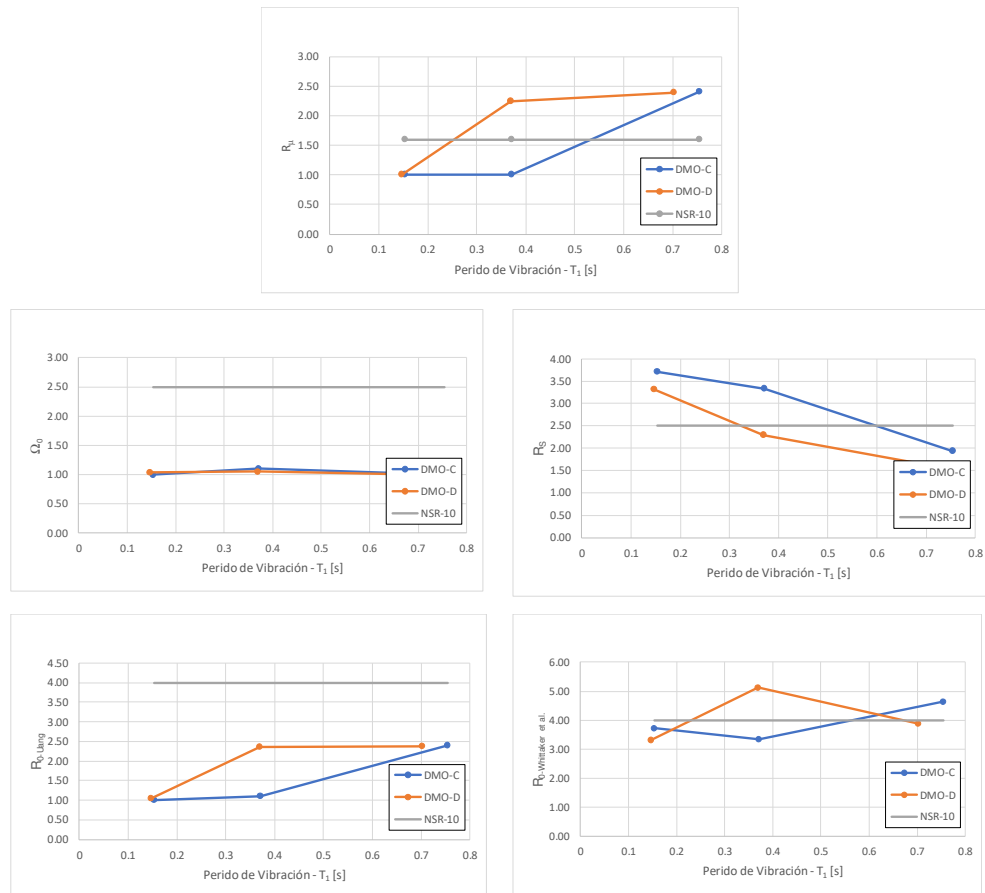 3.00
2.50
2.00
1.50
1.00
0.50
0.00
Rμ
DMO-C
DMO-D
NSR-10
0 0.1 0.2 0.3 0.4 0.5 0.6 0.7 0.8
Perido de Vibración - T1 [s]
3.00
2.50
2.00
1.50
1.00
0.50
0.00
Ω0
DMO-C
DMO-D
NSR-10
0 0.1 0.2 0.3 0.4 0.5 0.6 0.7 0.8
Perido de Vibración - T1 [s]
4.00
3.50
3.00
2.50
2.00
1.50
1.00
0.50
0.00
RS
DMO-C
DMO-D
NSR-10
0 0.1 0.2 0.3 0.4 0.5 0.6 0.7 0.8
Perido de Vibración - T1 [s]
4.50
4.00
3.50
3.00
2.50
2.00
1.50
1.00
0.50
0.00
R0-Uang
DMO-C
DMO-D
NSR-10
0 0.1 0.2 0.3 0.4 0.5 0.6 0.7 0.8
Perido de Vibración - T1 [s]
6.00
5.00
4.00
3.00
2.00
1.00
0.00
R0-Whittaker et al.
DMO-C
DMO-D
NSR-10
0 0.1 0.2 0.3 0.4 0.5 0.6 0.7 0.8
Perido de Vibración - T1 [s]